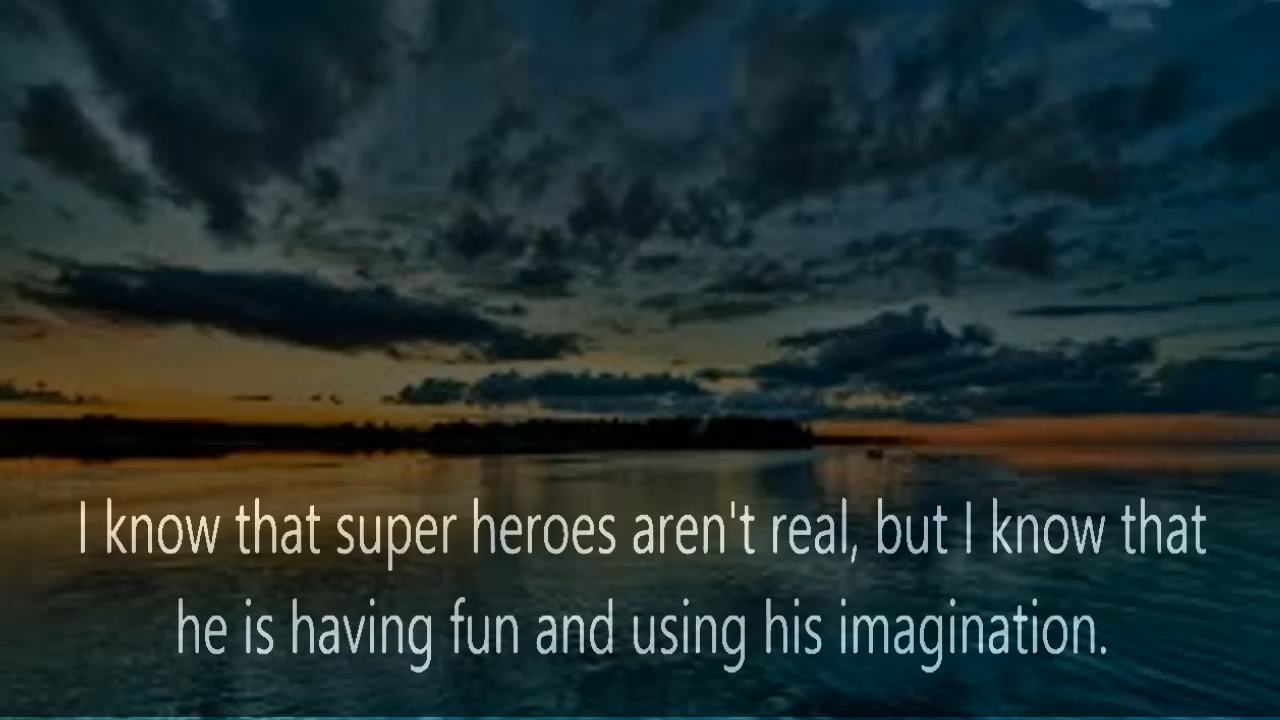 I know that super heroes aren't real, but I know that
he is having fun and using his imagination.